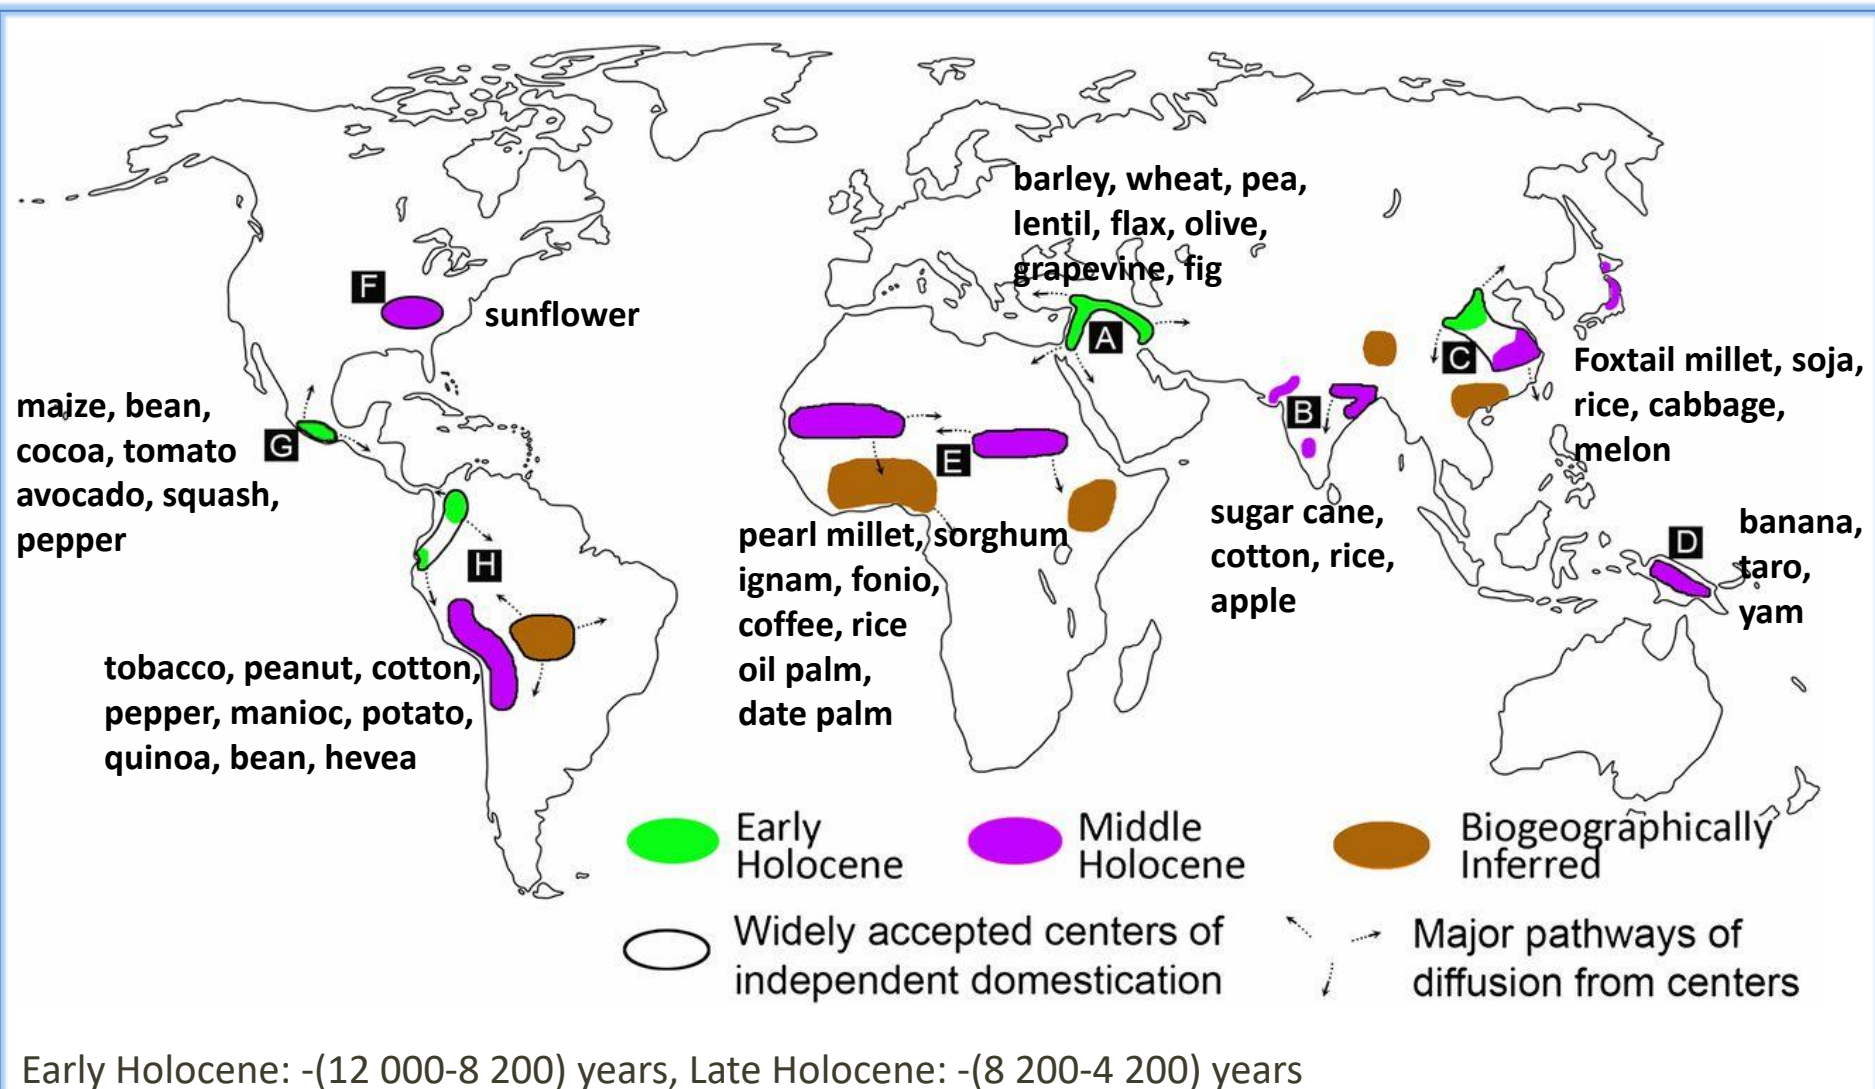 barley, wheat, pea,
lentil, flax, olive,
grapevine, fig
A
F
sunflower
maize, bean,
cocoa, tomato
avocado, squash,
pepper
G
H
tobacco, peanut, cotton,
pepper, manioc, potato,
quinoa, bean, hevea
E
pearl millet, sorghum
ignam, fonio,
coffee, rice
oil palm,
date palm
B
sugar cane,
cotton, rice,
apple
C
Foxtail millet, soja,
rice, cabbage,
melon
D
banana,
taro,
yam
Early
Holocene
Middle
Holocene
Biogeographically
Inferred
Widely accepted centers of
independent domestication
Major pathways of
diffusion from centers
Early Holocene: -(12 000-8 200) years, Late Holocene: -(8 200-4 200) years